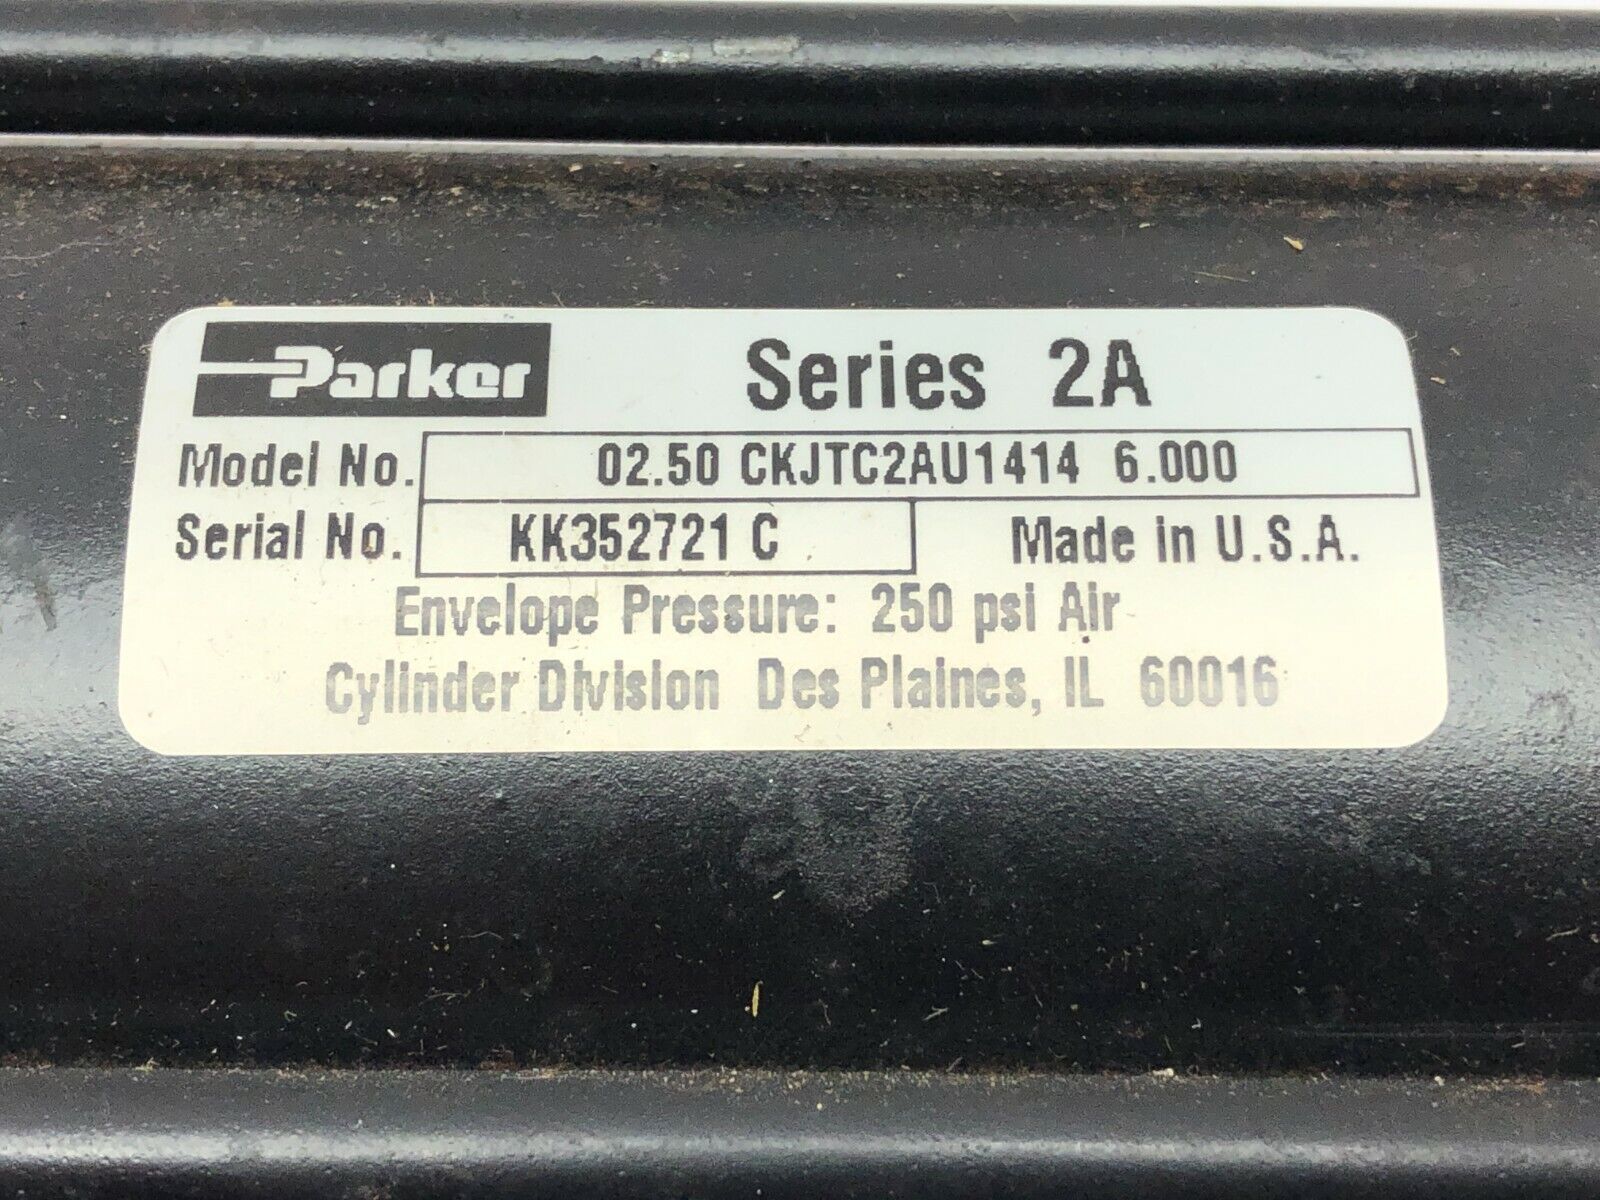 Parker Series 2A
Model No. 02.50 CKJTC2AU1414 6.000
Serial No. KK352721 C Made in U.S.A.
Envelope Pressure: 250 psi Air
Cylinder Division Des Plaines, IL 60016